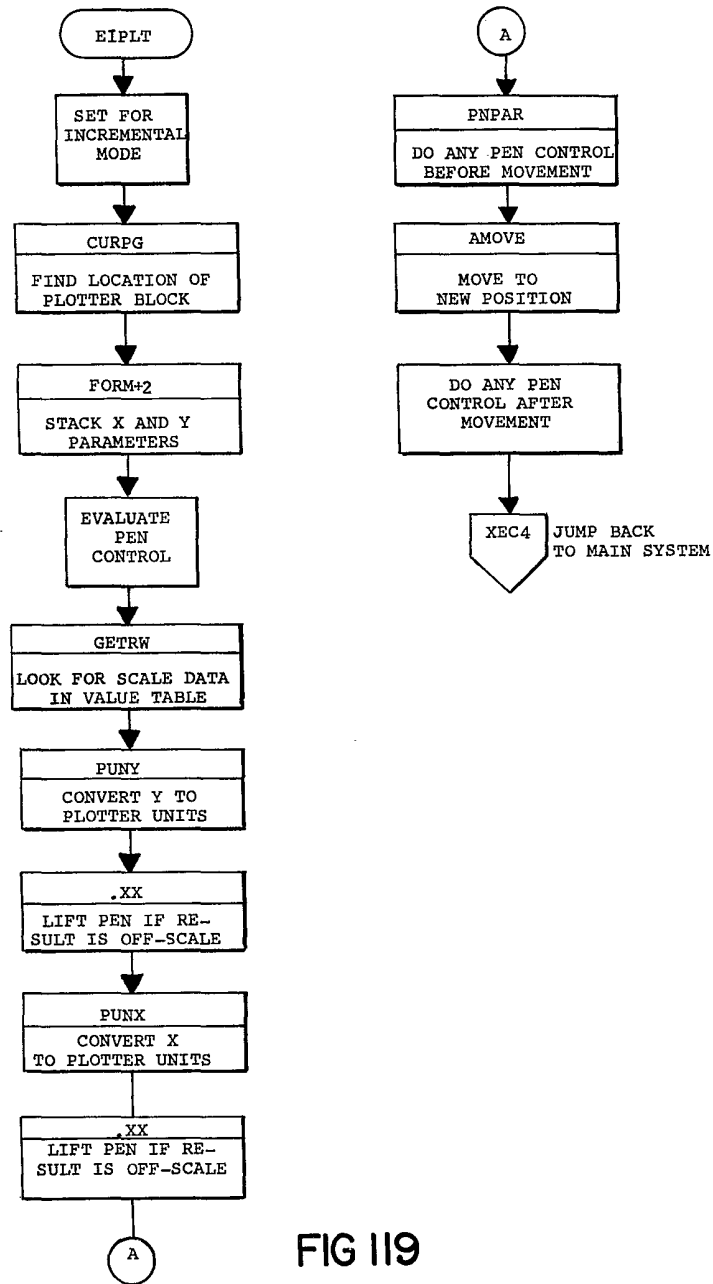 EIPLT
SET FOR
INCREMENTAL
MODE
CURPG
FIND LOCATION OF
PLOTTER BLOCK
FORM+2
STACK X AND Y
PARAMETERS
EVALUATE
PEN
CONTROL
GETRW
LOOK FOR SCALE DATA
IN VALUE TABLE
PUNY
CONVERT Y TO
PLOTTER UNITS
.XX
LIFT PEN IF RE-
SULT IS OFF-SCALE
PUNX
CONVERT X
TO PLOTTER UNITS
.XX
LIFT PEN IF RE-
SULT IS OFF-SCALE
A
A
PNPAR
DO ANY PEN CONTROL
BEFORE MOVEMENT
AMOVE
MOVE TO
NEW POSITION
DO ANY PEN
CONTROL AFTER
MOVEMENT
XEC4
JUMP BACK
TO MAIN SYSTEM
FIG 119